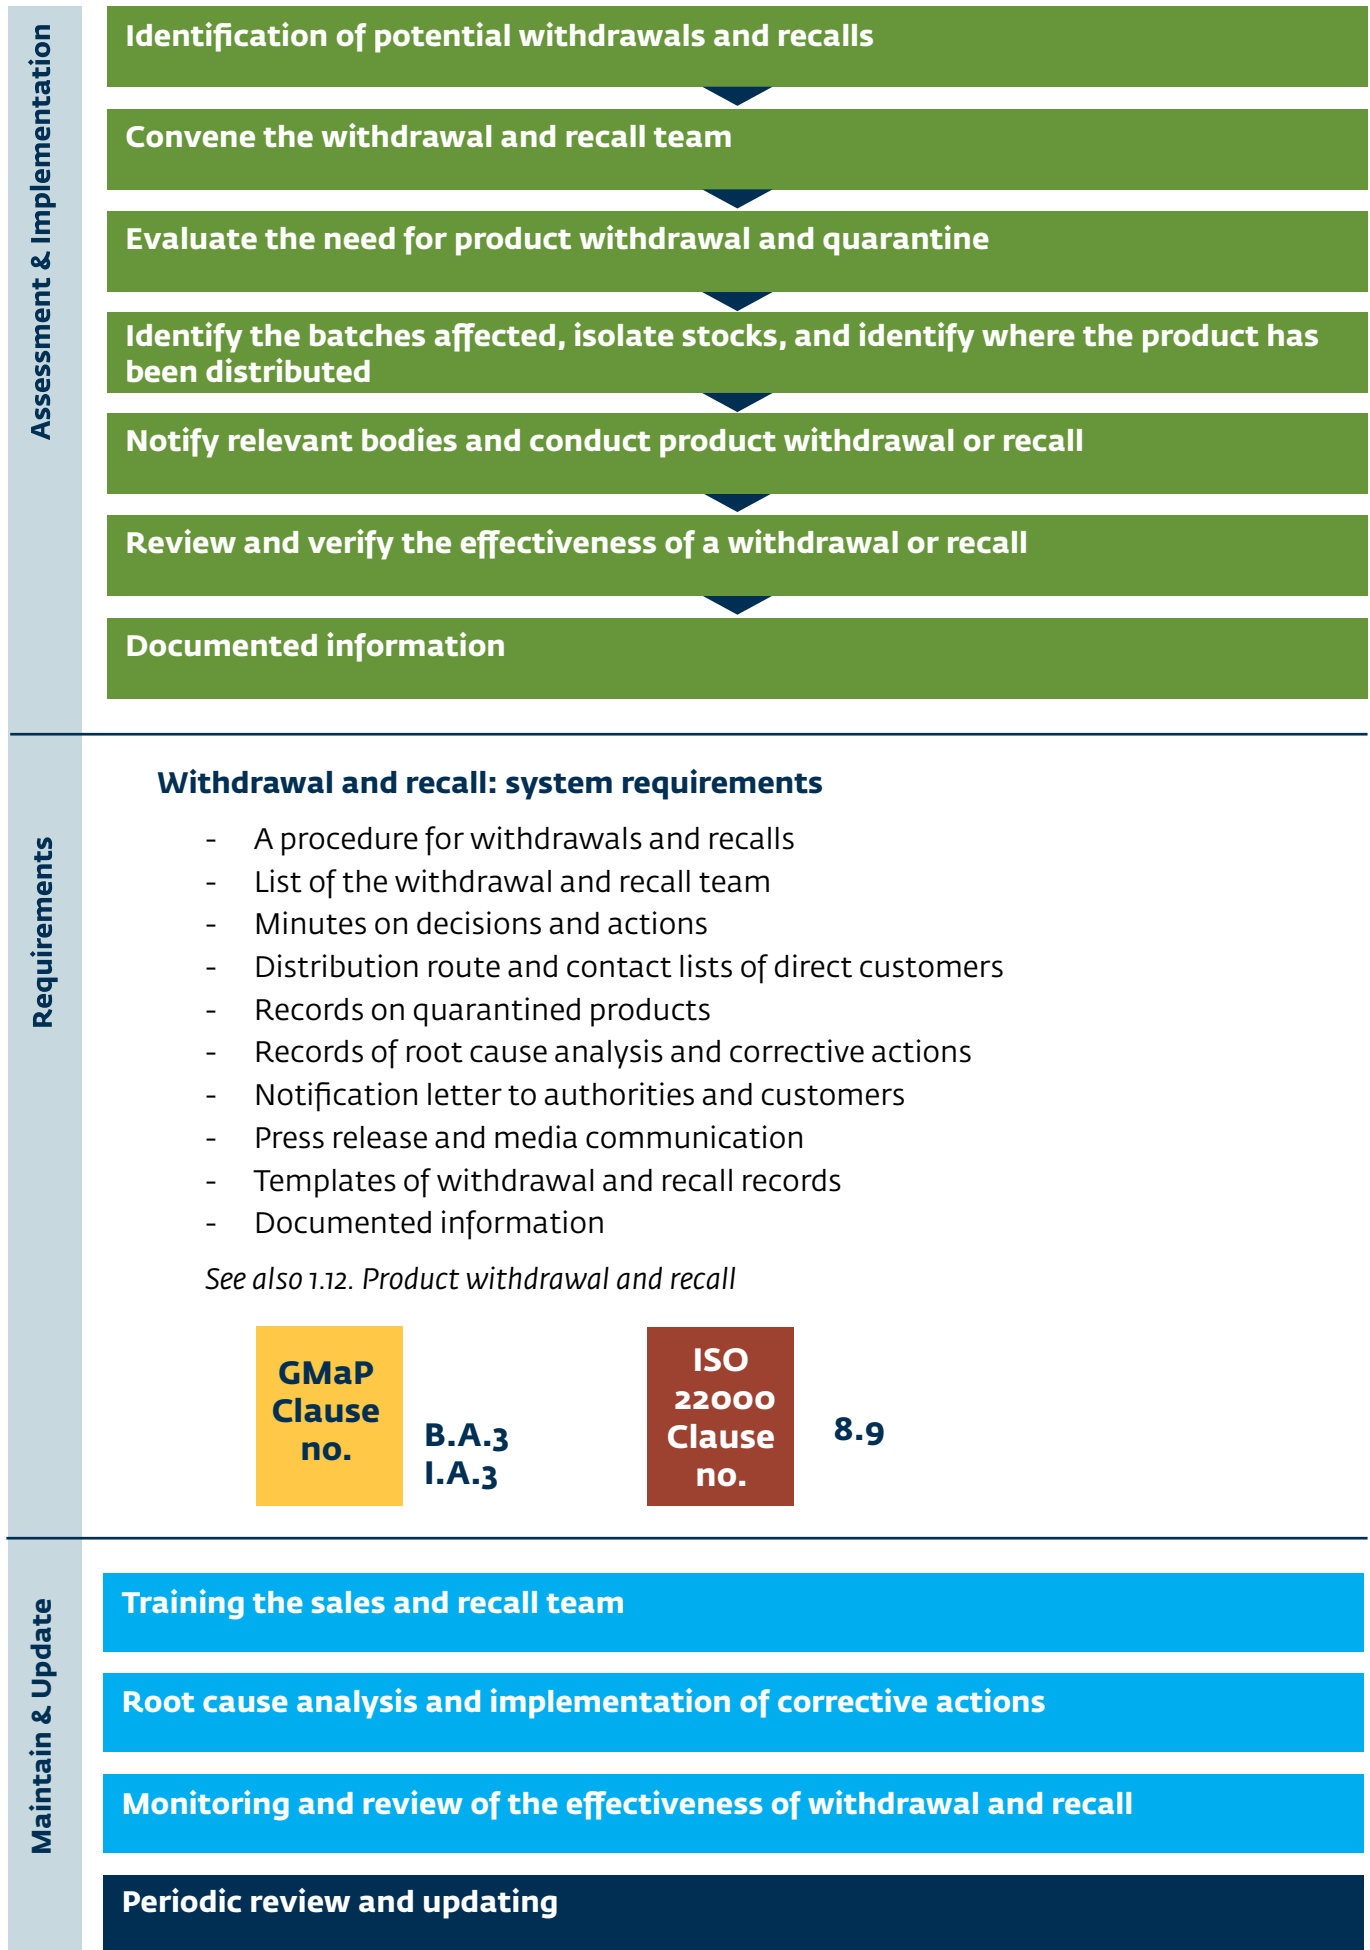 Assessment & Implementation
Identification of potential withdrawals and recalls
Convene the withdrawal and recall team
Evaluate the need for product withdrawal and quarantine
Identify the batches affected, isolate stocks, and identify where the product has
been distributed
Notify relevant bodies and conduct product withdrawal or recall
Review and verify the effectiveness of a withdrawal or recall
Documented information
Requirements
Withdrawal and recall: system requirements
- A procedure for withdrawals and recalls
- List of the withdrawal and recall team
- Minutes on decisions and actions
- Distribution route and contact lists of direct customers
- Records on quarantined products
- Records of root cause analysis and corrective actions
- Notification letter to authorities and customers
- Press release and media communication
- Templates of withdrawal and recall records
- Documented information
See also 1.12. Product withdrawal and recall
GMaP
Clause
no.
B.A.3
I.A.3
ISO
22000
Clause
no.
8.9
Maintain & Update
Training the sales and recall team
Root cause analysis and implementation of corrective actions
Monitoring and review of the effectiveness of withdrawal and recall
Periodic review and updating